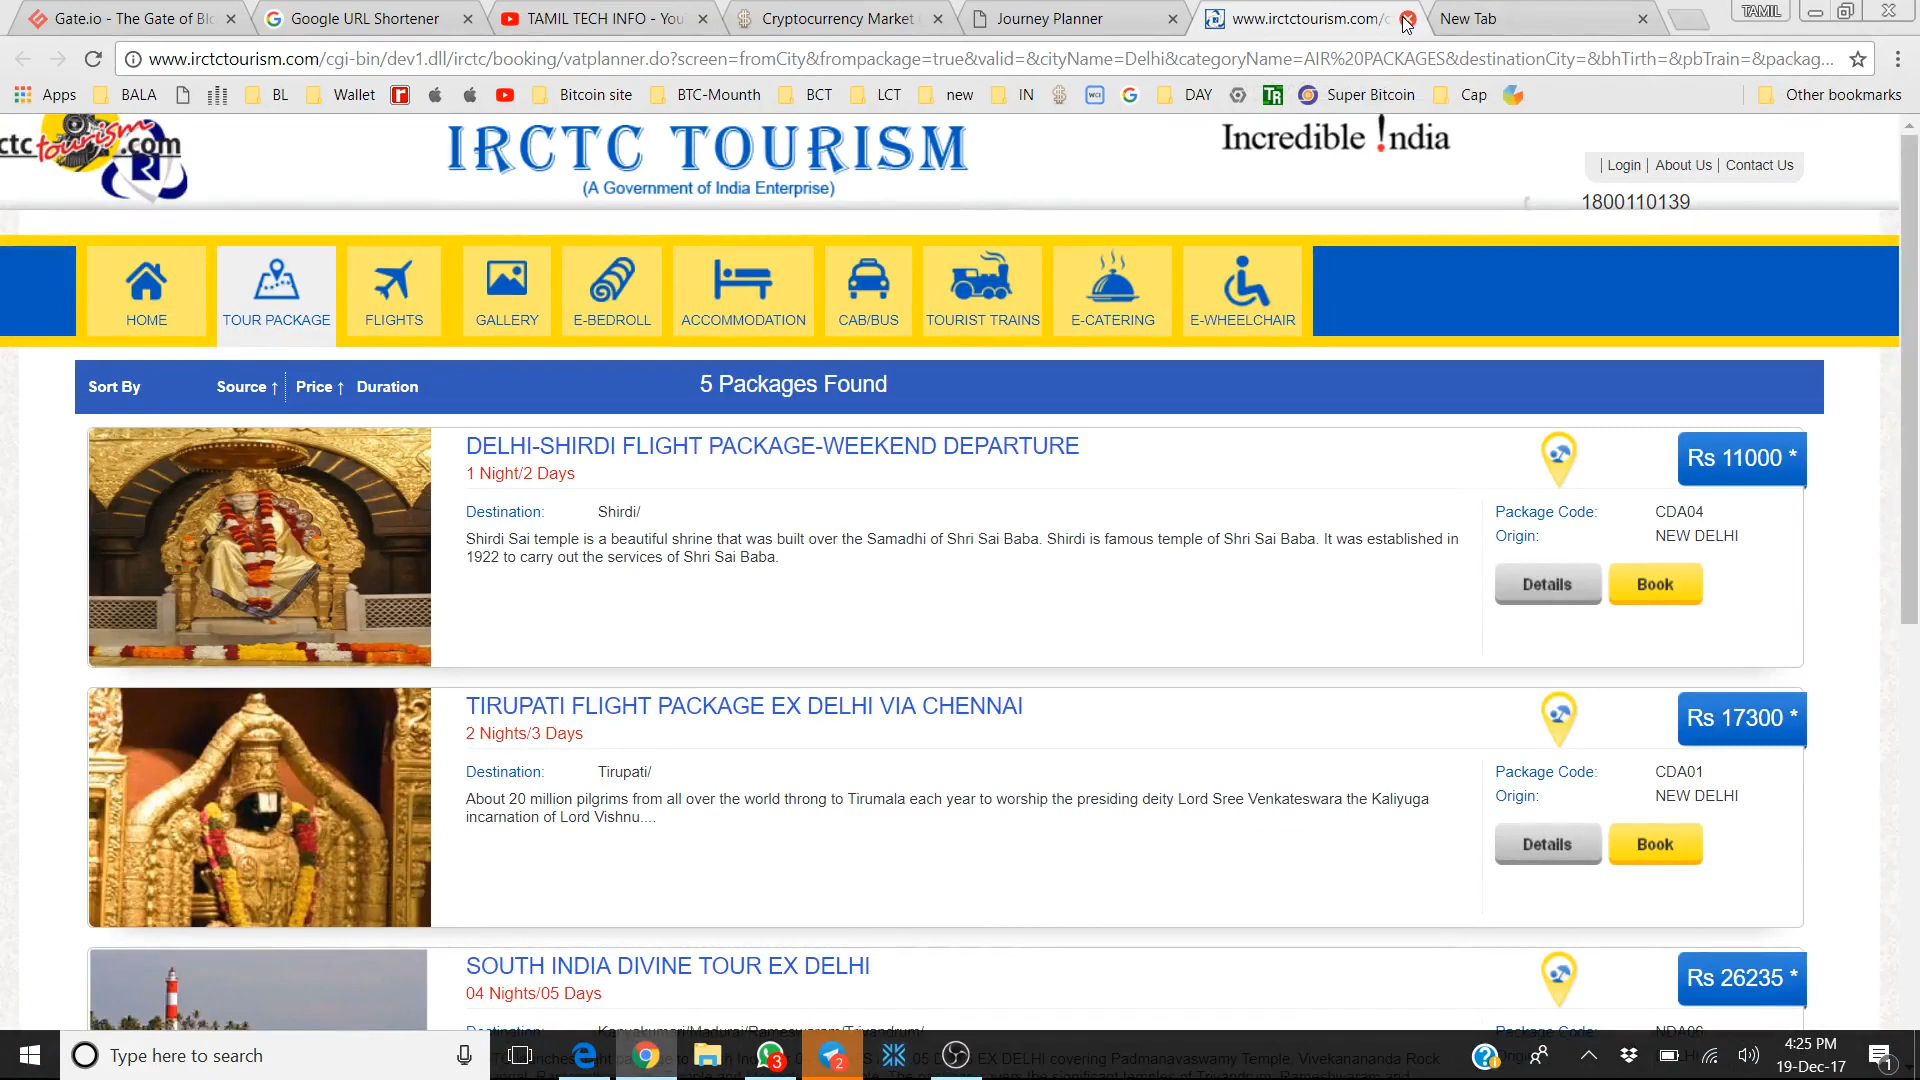 Gate.io - The Gate of Blo
Google URL Shortener
TAMIL TECH INFO - You
Cryptocurrency Market
Journey Planner
www.irctctourism.com/c
New Tab
TAMIL
www.irctctourism.com/cgi-bin/dev1.dll/irctc/booking/vatplanner.do?screen=fromCity&frompackage=true&valid=&cityName=Delhi&categoryName=AIR%20PACKAGES&destinationCity=&bhTirth=&pbTrain=&packag...
Apps
BALA
BL
Wallet
Bitcoin site
BTC-Mounth
BCT
LCT
new
IN
WCI
DAY
TR
Super Bitcoin
Cap
Other bookmarks
ctc tourism .com
IRCTC TOURISM
(A Government of India Enterprise)
Incredible !ndia
| Login | About Us | Contact Us
1800110139
HOME
TOUR PACKAGE
FLIGHTS
GALLERY
E-BEDROLL
ACCOMMODATION
CAB/BUS
TOURIST TRAINS
E-CATERING
E-WHEELCHAIR
Sort By Source ↑ Price ↑ Duration
5 Packages Found
DELHI-SHIRDI FLIGHT PACKAGE-WEEKEND DEPARTURE
1 Night/2 Days
Rs 11000 *
Destination: Shirdi/
Shirdi Sai temple is a beautiful shrine that was built over the Samadhi of Shri Sai Baba. Shirdi is famous temple of Shri Sai Baba. It was established in
1922 to carry out the services of Shri Sai Baba.
Package Code: CDA04
Origin: NEW DELHI
Details
Book
TIRUPATI FLIGHT PACKAGE EX DELHI VIA CHENNAI
2 Nights/3 Days
Rs 17300 *
Destination: Tirupati/
About 20 million pilgrims from all over the world throng to Tirumala each year to worship the presiding deity Lord Sree Venkateswara the Kaliyuga
incarnation of Lord Vishnu....
Package Code: CDA01
Origin: NEW DELHI
Details
Book
SOUTH INDIA DIVINE TOUR EX DELHI
04 Nights/05 Days
Rs 26235 *
Type here to search
3
2
4:25 PM
19-Dec-17
1